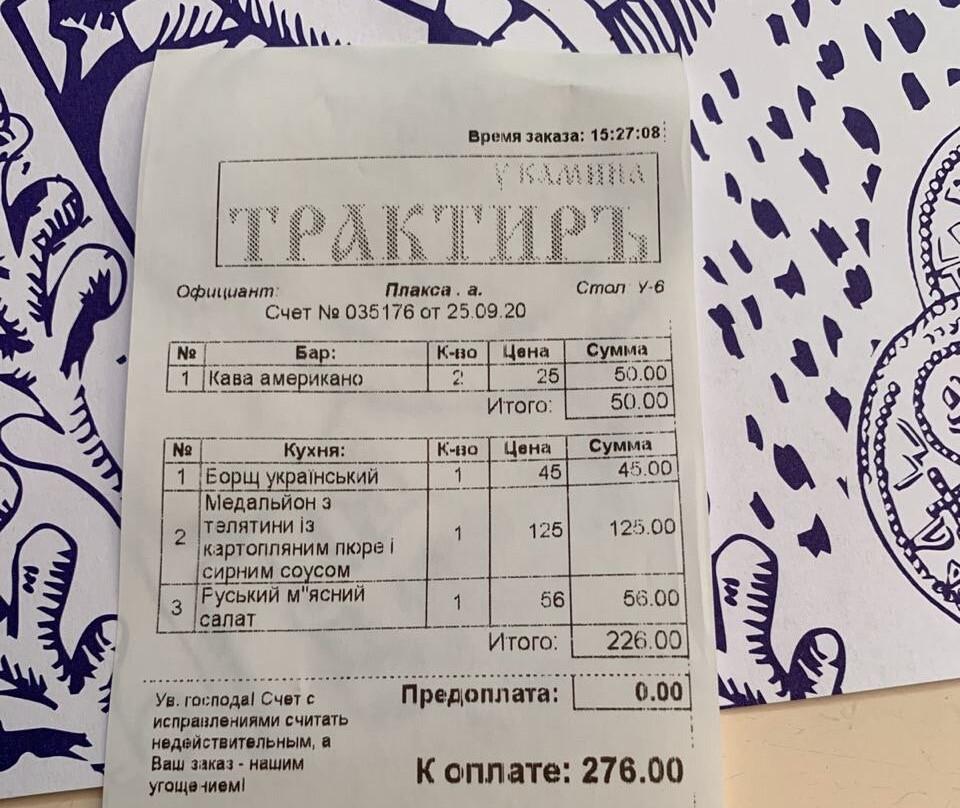 Время заказа: 15:27:08
У КАМИНА
ТРАКТИРЪ
Официант: Плакса . а. Стол У-6
Счет № 035176 от 25.09.20
№ Бар: К-во Цена Сумма
1 Кава американо 2 25 50.00
Итого: 50.00
№ Кухня: К-во Цена Сумма
1 Борщ український 1 45 45.00
Медальйон з
телятини із
2 1 125 125.00
картопляним пюре і
сирним соусом
Руський м"ясний
3 1 56 56.00
салат
Итого: 226.00
Предоплата: 0.00
Ув. господа! Счет с
исправлениями считать
недействительным, а
Ваш заказ - нашим
угощением!
К оплате: 276.00